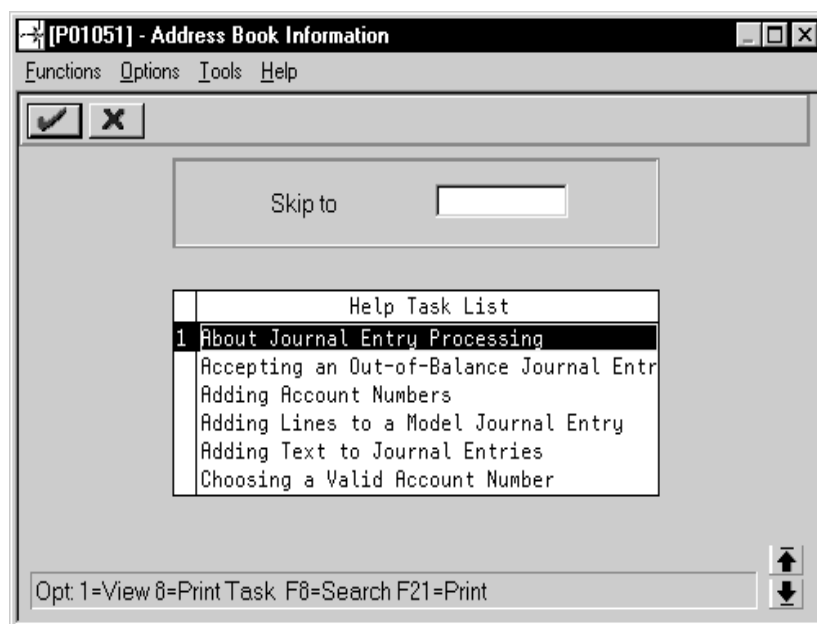 [P01051] - Address Book Information
Functions Options Tools Help
Skip to
Help Task List
1 About Journal Entry Processing
Accepting an Out-of-Balance Journal Entr
Adding Account Numbers
Adding Lines to a Model Journal Entry
Adding Text to Journal Entries
Choosing a Valid Account Number
Opt: 1=View 8=Print Task F8=Search F21=Print